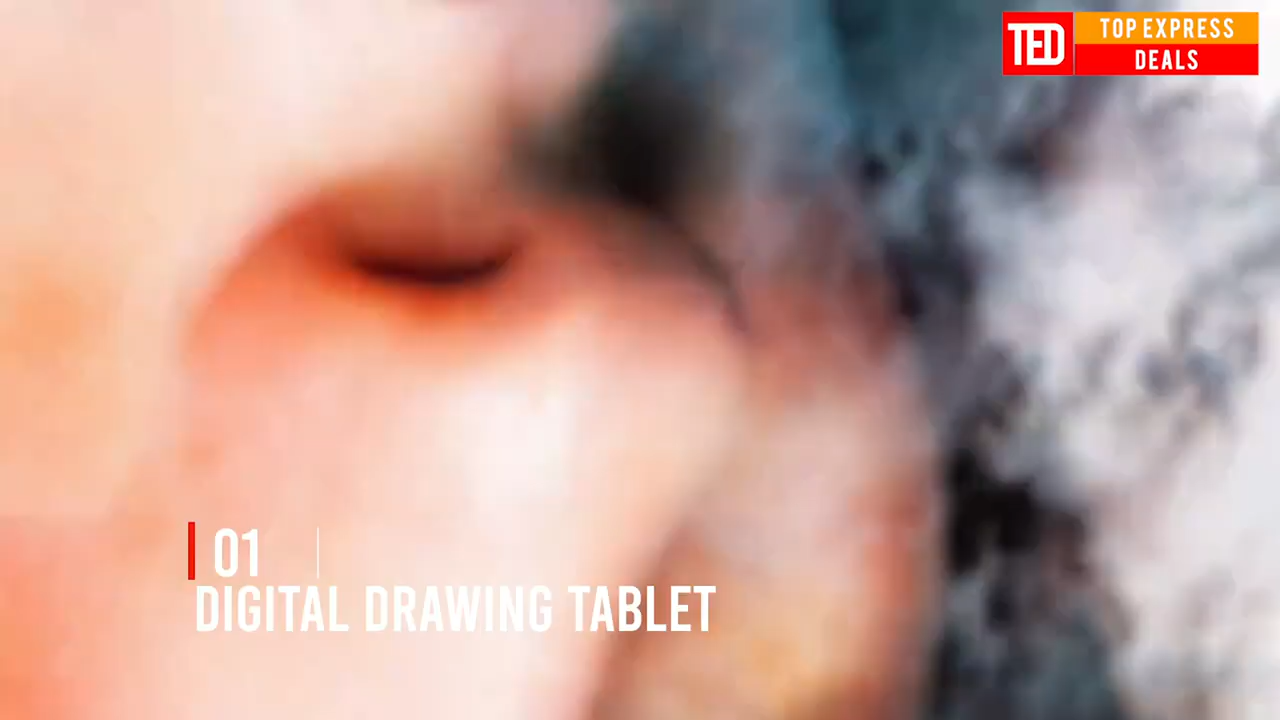 TED
TOP EXPRESS
DEALS
01
DIGITAL DRAWING TABLET